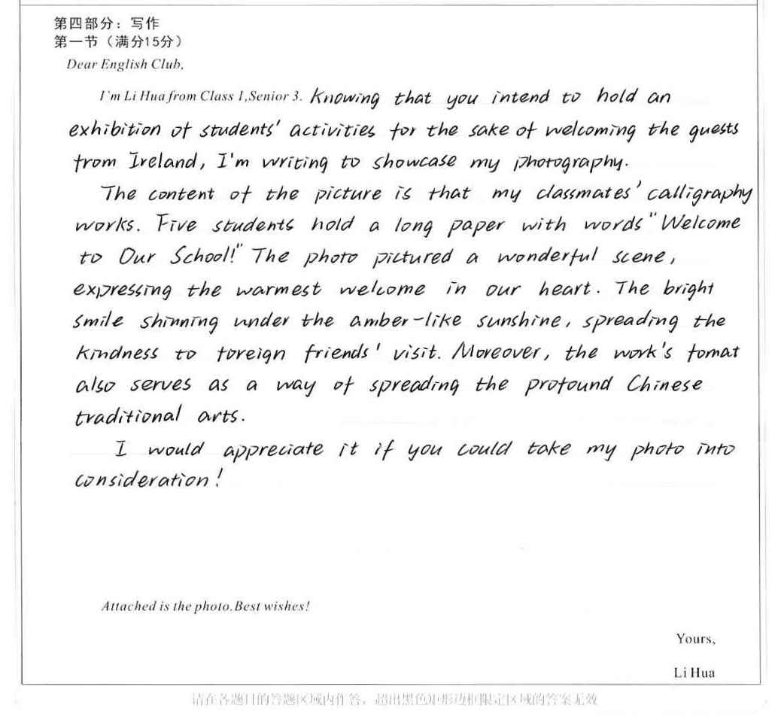 第四部分：写作
第一节（满分15分）
Dear English Club,
I'm Li Hua from Class 1,Senior 3. Knowing that you intend to hold an
exhibition of students' activities for the sake of welcoming the guests
from Ireland, I'm writing to showcase my photography.
The content of the picture is that my classmates' calligraphy
works. Five students hold a long paper with words "Welcome
to Our School!" The photo pictured a wonderful scene,
expressing the warmest welcome in our heart. The bright
smile shinning under the amber-like sunshine, spreading the
kindness to foreign friends' visit. Moreover, the work's fomat
also serves as a way of spreading the profound Chinese
traditional arts.
I would appreciate it if you could take my photo into
consideration!
Attached is the photo.Best wishes!
Yours,
Li Hua
请在各题目的答题区域内作答，超出黑色矩形边框限定区域的答案无效